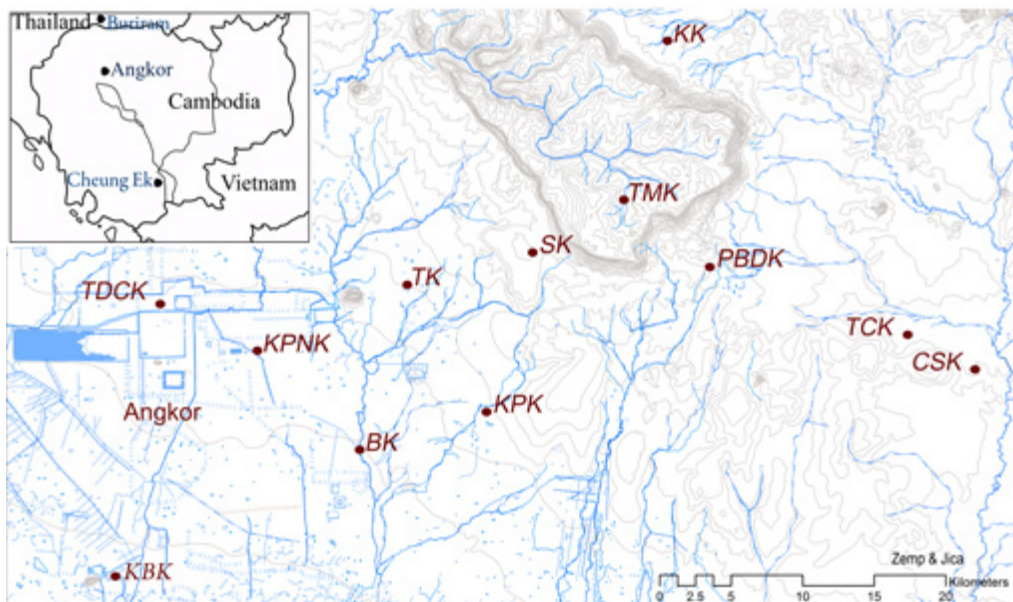 Thailand
Buriram
Angkor
Cambodia
Cheung Ek
Vietnam
KK
TMK
SK
PBDK
TK
TDCK
TCK
KPNK
CSK
Angkor
KPK
BK
KBK
Zemp & Jica
Kilometers
0 2.5 5 10 15 20